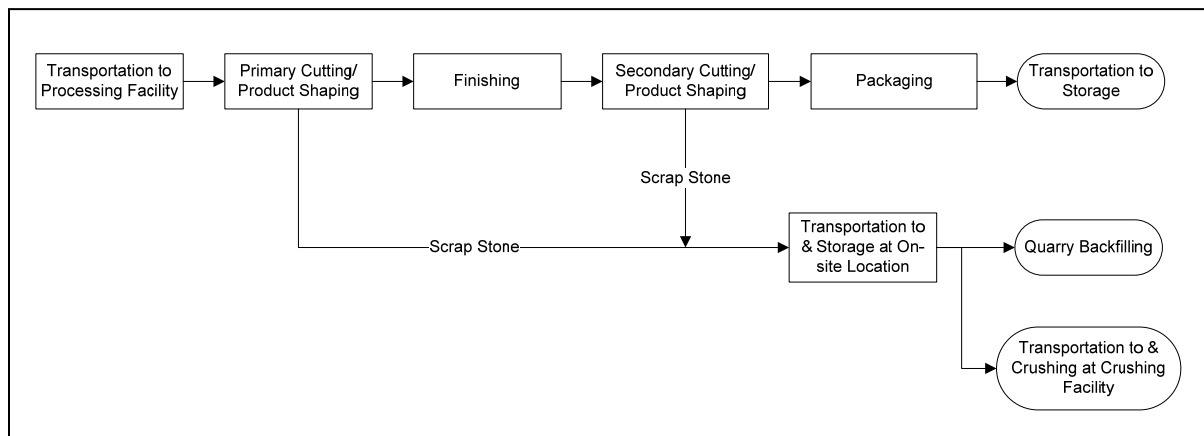 Transportation to
Processing Facility
Primary Cutting/
Product Shaping
Finishing
Secondary Cutting/
Product Shaping
Packaging
Transportation to
Storage
Scrap Stone
Scrap Stone
Transportation to
& Storage at On-
site Location
Quarry Backfilling
Transportation to &
Crushing at Crushing
Facility